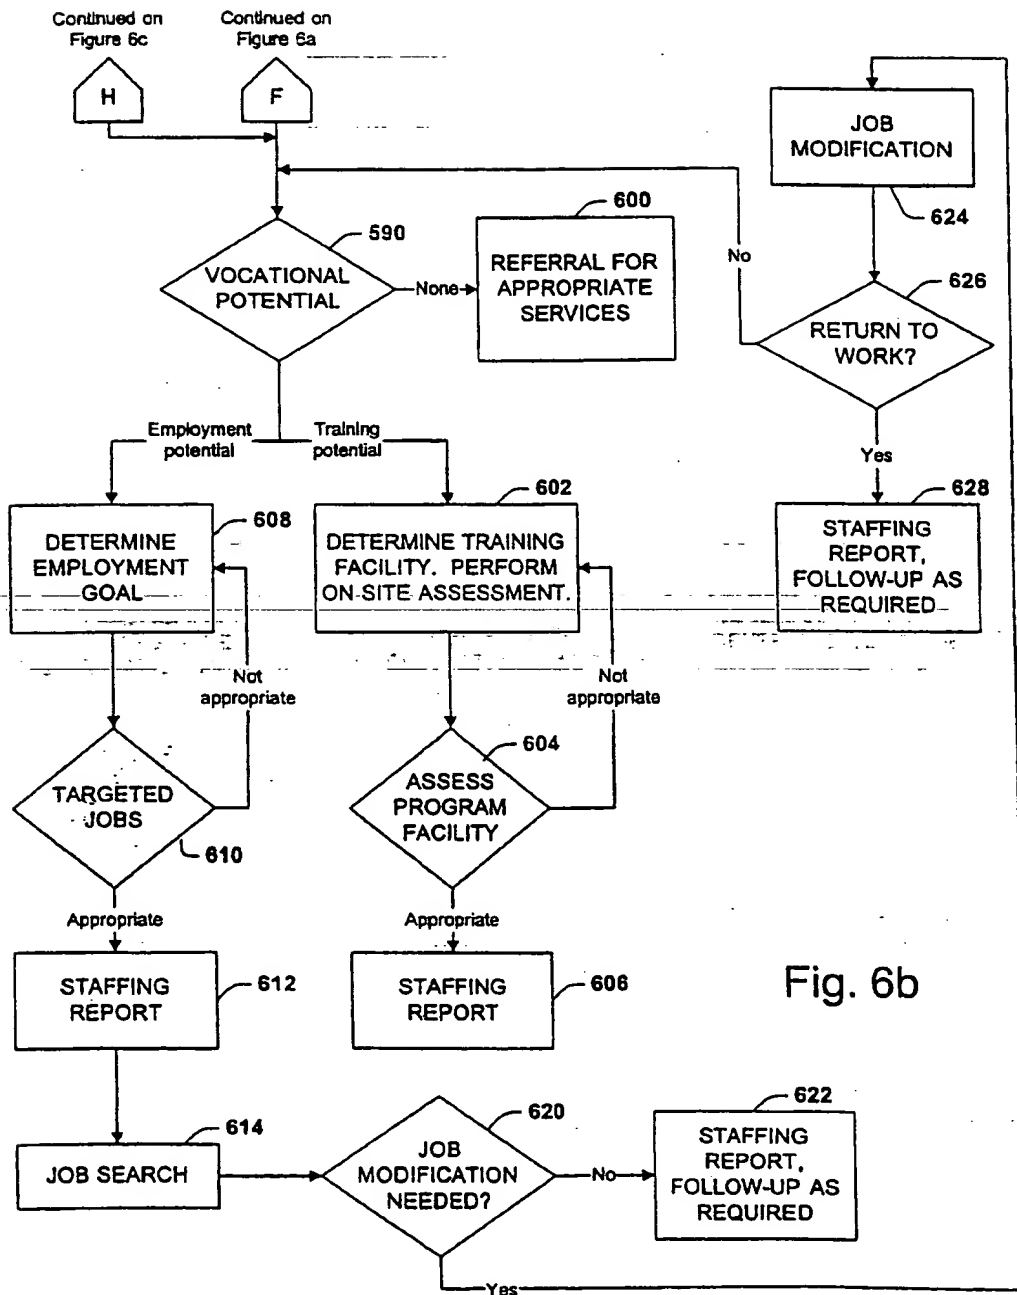 Continued on
Figure 6c
Continued on
Figure 6a
H
F
JOB
MODIFICATION
624
600
590
VOCATIONAL
POTENTIAL
None
REFERRAL FOR
APPROPRIATE
SERVICES
No
626
RETURN TO
WORK?
Employment
potential
Training
potential
Yes
608
DETERMINE
EMPLOYMENT
GOAL
602
DETERMINE TRAINING
FACILITY. PERFORM
ON-SITE ASSESSMENT.
628
STAFFING
REPORT,
FOLLOW-UP AS
REQUIRED
Not
appropriate
Not
appropriate
TARGETED
JOBS
610
604
ASSESS
PROGRAM
FACILITY
Appropriate
Appropriate
STAFFING
REPORT
612
STAFFING
REPORT
606
Fig. 6b
614
JOB SEARCH
620
JOB
MODIFICATION
NEEDED?
No
622
STAFFING
REPORT,
FOLLOW-UP AS
REQUIRED
Yes